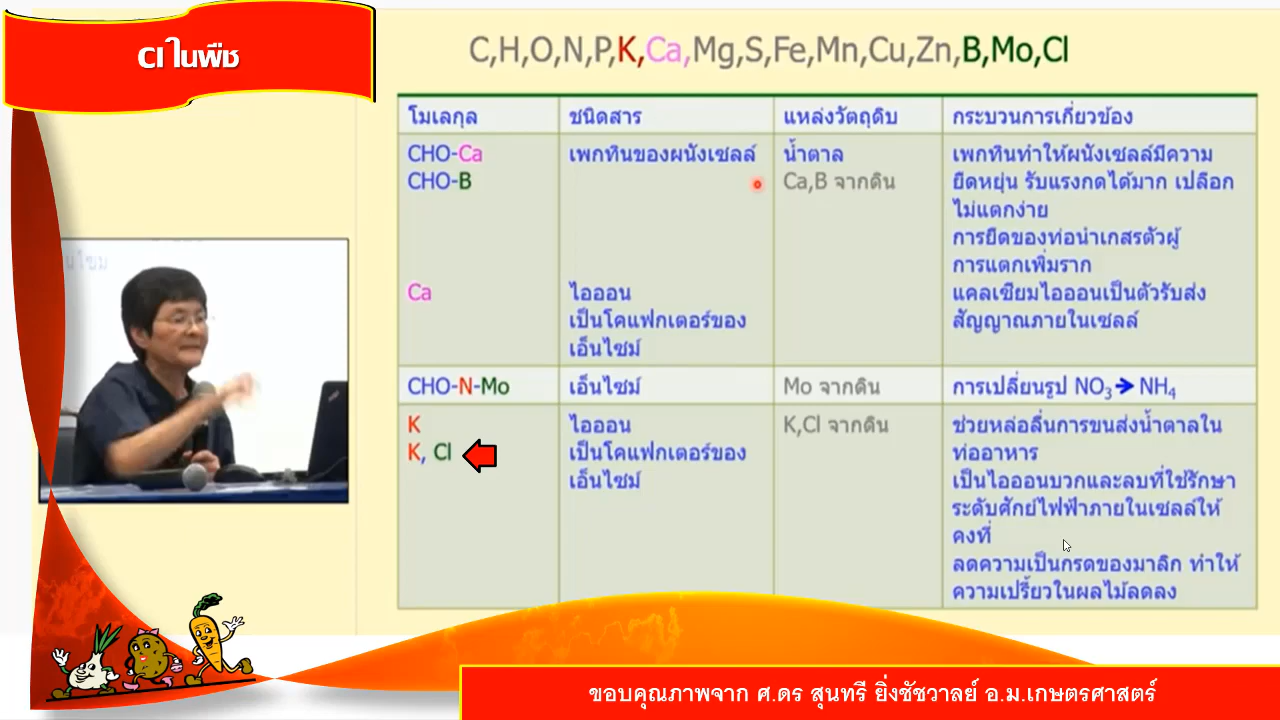 Cl ในพืช
C,H,O,N,P,K,Ca,Mg,S,Fe,Mn,Cu,Zn,B,Mo,Cl
โมเลกุล ชนิดสาร แหล่งวัตถุดิบ กระบวนการเกี่ยวข้อง
CHO-Ca เพกทินของผนังเซลล์ น้ำตาล เพกทินทำให้ผนังเซลล์มีความ
CHO-B Ca,B จากดิน ยืดหยุ่น รับแรงกดได้มาก เปลือก
ไม่แตกง่าย
การยืดของท่อนำเกสรตัวผู้
การแตกเพิ่มราก
Ca ไอออน แคลเซียมไอออนเป็นตัวรับส่ง
เป็นโคแฟกเตอร์ของ สัญญาณภายในเซลล์
เอ็นไซม์
CHO-N-Mo เอ็นไซม์ Mo จากดิน การเปลี่ยนรูป NO₃ ➔ NH₄
K ไอออน K,Cl จากดิน ช่วยหล่อลื่นการขนส่งน้ำตาลใน
K, Cl เป็นโคแฟกเตอร์ของ ท่ออาหาร
เอ็นไซม์ เป็นไอออนบวกและลบที่ใช้รักษา
ระดับศักย์ไฟฟ้าภายในเซลล์ให้
คงที่
ลดความเป็นกรดของมาลิก ทำให้
ความเปรี้ยวในผลไม้ลดลง
ขอบคุณภาพจาก ศ.ดร สุนทรี ยิ่งชัชวาลย์ อ.ม.เกษตรศาสตร์